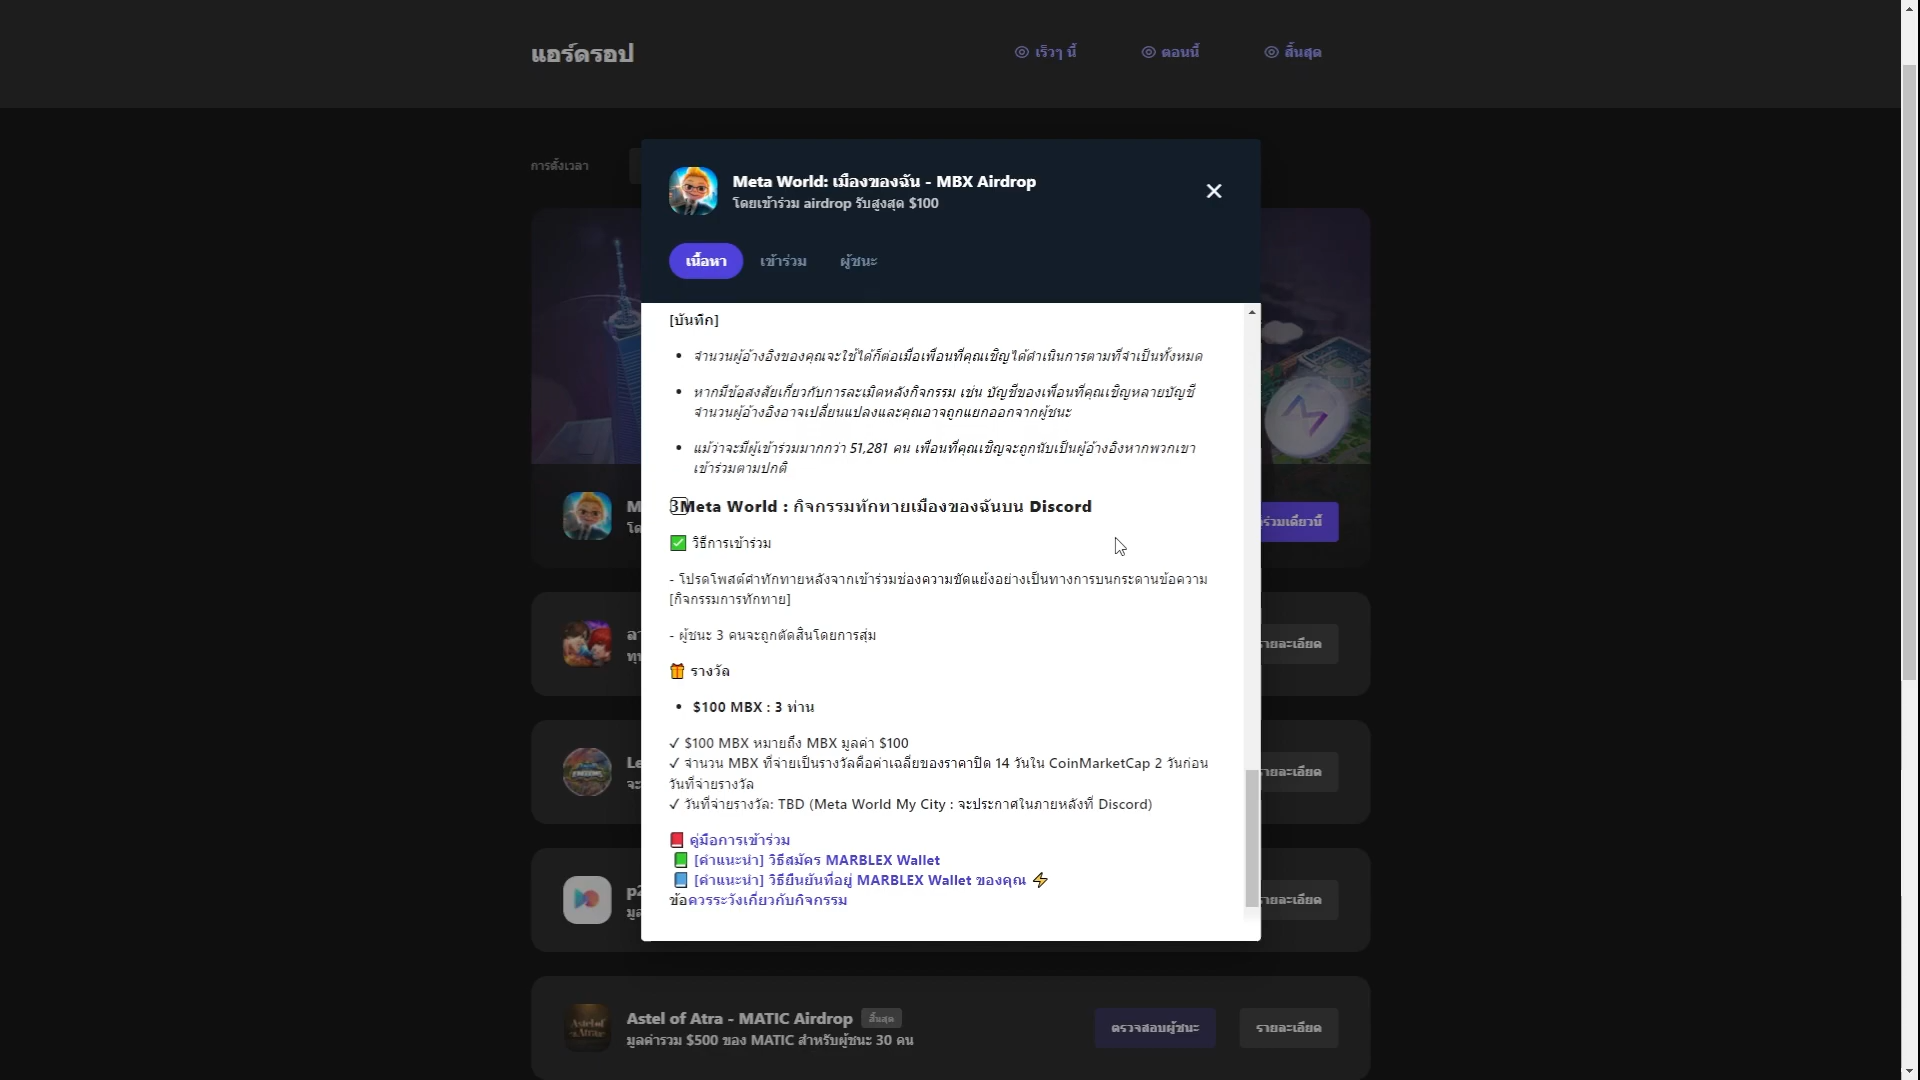 แอร์ดรอป
เร็วๆ นี้
ตอนนี้
สิ้นสุด
การตั้งเวลา
Meta World: เมืองของฉัน - MBX Airdrop
โดยเข้าร่วม airdrop รับสูงสุด $100
เนื้อหา
เข้าร่วม
ผู้ชนะ
[บันทึก]
• จำนวนผู้อ้างอิงของคุณจะใช้ได้ก็ต่อเมื่อเพื่อนที่คุณเชิญได้ดำเนินการตามที่จำเป็นทั้งหมด
• หากมีข้อสงสัยเกี่ยวกับการละเมิดหลังกิจกรรม เช่น บัญชีของเพื่อนที่คุณเชิญหลายบัญชี
จำนวนผู้อ้างอิงอาจเปลี่ยนแปลงและคุณอาจถูกแยกออกจากผู้ชนะ
• แม้ว่าจะมีผู้เข้าร่วมมากกว่า 51,281 คน เพื่อนที่คุณเชิญจะถูกนับเป็นผู้อ้างอิงหากพวกเขา
เข้าร่วมตามปกติ
3️⃣Meta World : กิจกรรมทักทายเมืองของฉันบน Discord
✅ วิธีการเข้าร่วม
- โปรดโพสต์คำทักทายหลังจากเข้าร่วมช่องความขัดแย้งอย่างเป็นทางการบนกระดานข้อความ
[กิจกรรมการทักทาย]
- ผู้ชนะ 3 คนจะถูกตัดสินโดยการสุ่ม
🎁 รางวัล
• $100 MBX : 3 ท่าน
✓ $100 MBX หมายถึง MBX มูลค่า $100
✓ จำนวน MBX ที่จ่ายเป็นรางวัลคือค่าเฉลี่ยของราคาปิด 14 วันใน CoinMarketCap 2 วันก่อน
วันที่จ่ายรางวัล
✓ วันที่จ่ายรางวัล: TBD (Meta World My City : จะประกาศในภายหลังที่ Discord)
📕 คู่มือการเข้าร่วม
📗 [คำแนะนำ] วิธีสมัคร MARBLEX Wallet
📘 [คำแนะนำ] วิธียืนยันที่อยู่ MARBLEX Wallet ของคุณ ⚡
ข้อควรระวังเกี่ยวกับกิจกรรม
ร่วมเดี๋ยวนี้
รายละเอียด
รายละเอียด
รายละเอียด
Astel of Atra - MATIC Airdrop
สิ้นสุด
มูลค่ารวม $500 ของ MATIC สำหรับผู้ชนะ 30 คน
ตรวจสอบผู้ชนะ
รายละเอียด